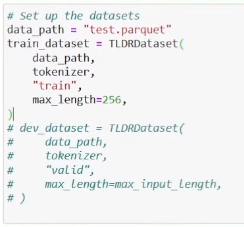 # Set up the datasets
data_path = "test.parquet"
train_dataset = TLDRDataset(
    data_path,
    tokenizer,
    "train",
    max_length=256,
)
# dev_dataset = TLDRDataset(
#     data_path,
#     tokenizer,
#     "valid",
#     max_length=max_input_length,
# )